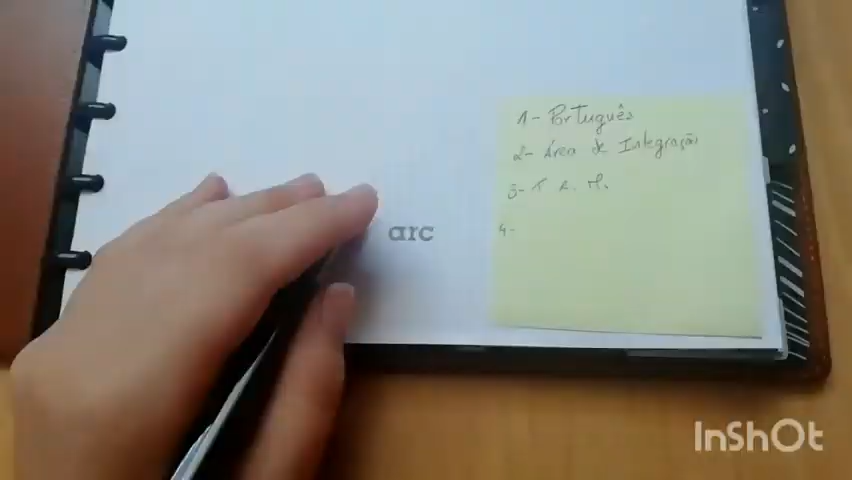 1- Português
2- Área de Integração
3- T A. M.
4-
arc
InShOt